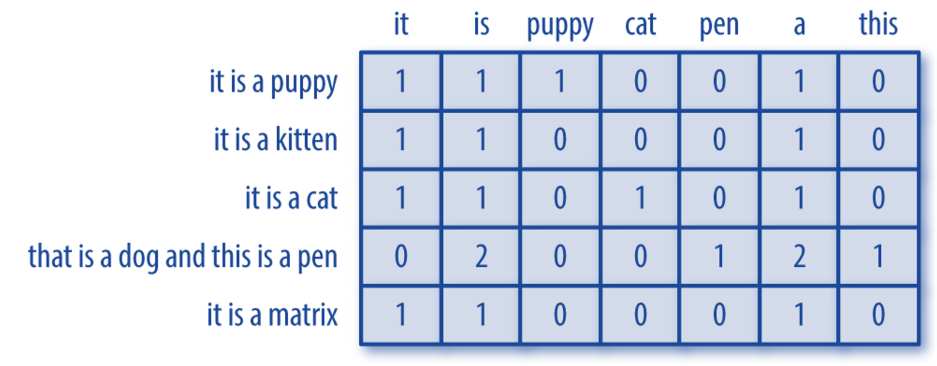 it is puppy cat pen a this
it is a puppy 1 1 1 0 0 1 0
it is a kitten 1 1 0 0 0 1 0
it is a cat 1 1 0 1 0 1 0
that is a dog and this is a pen 0 2 0 0 1 2 1
it is a matrix 1 1 0 0 0 1 0